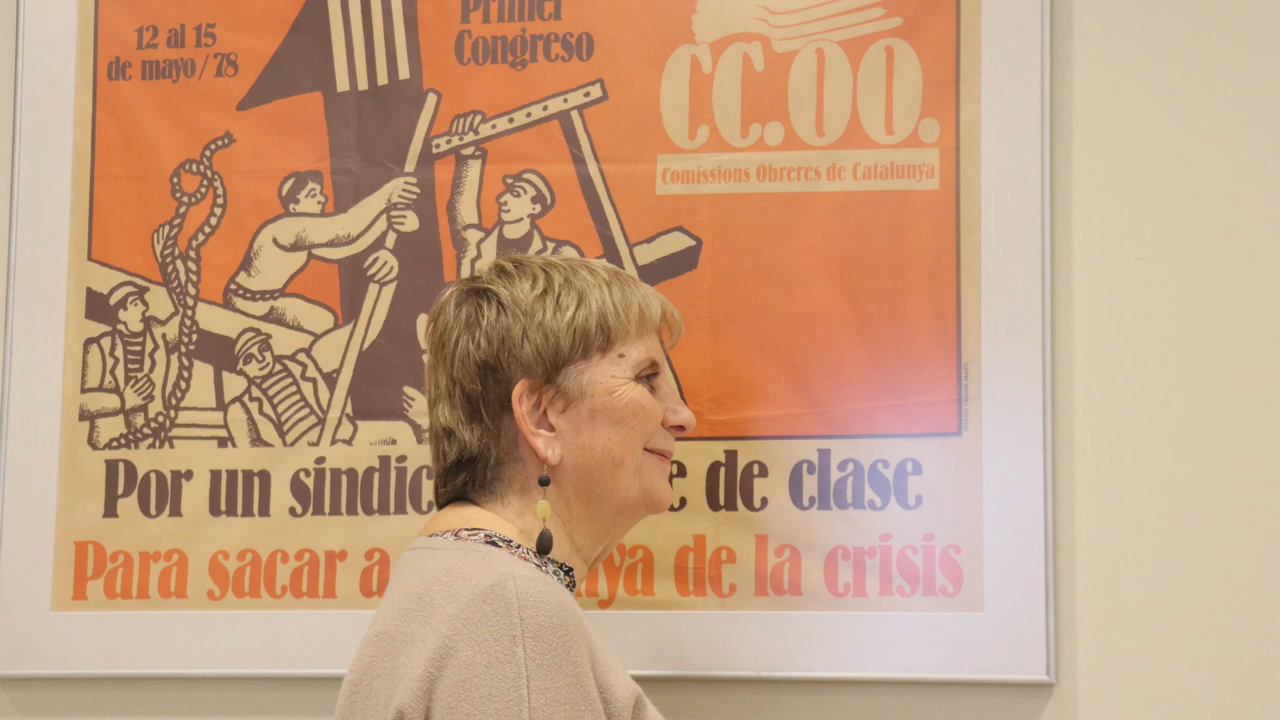 12 al 15
de mayo/78
Primer
Congreso
CC.OO.
Comissions Obreres de Catalunya
Por un sindic e de clase
Para sacar a nya de la crisis